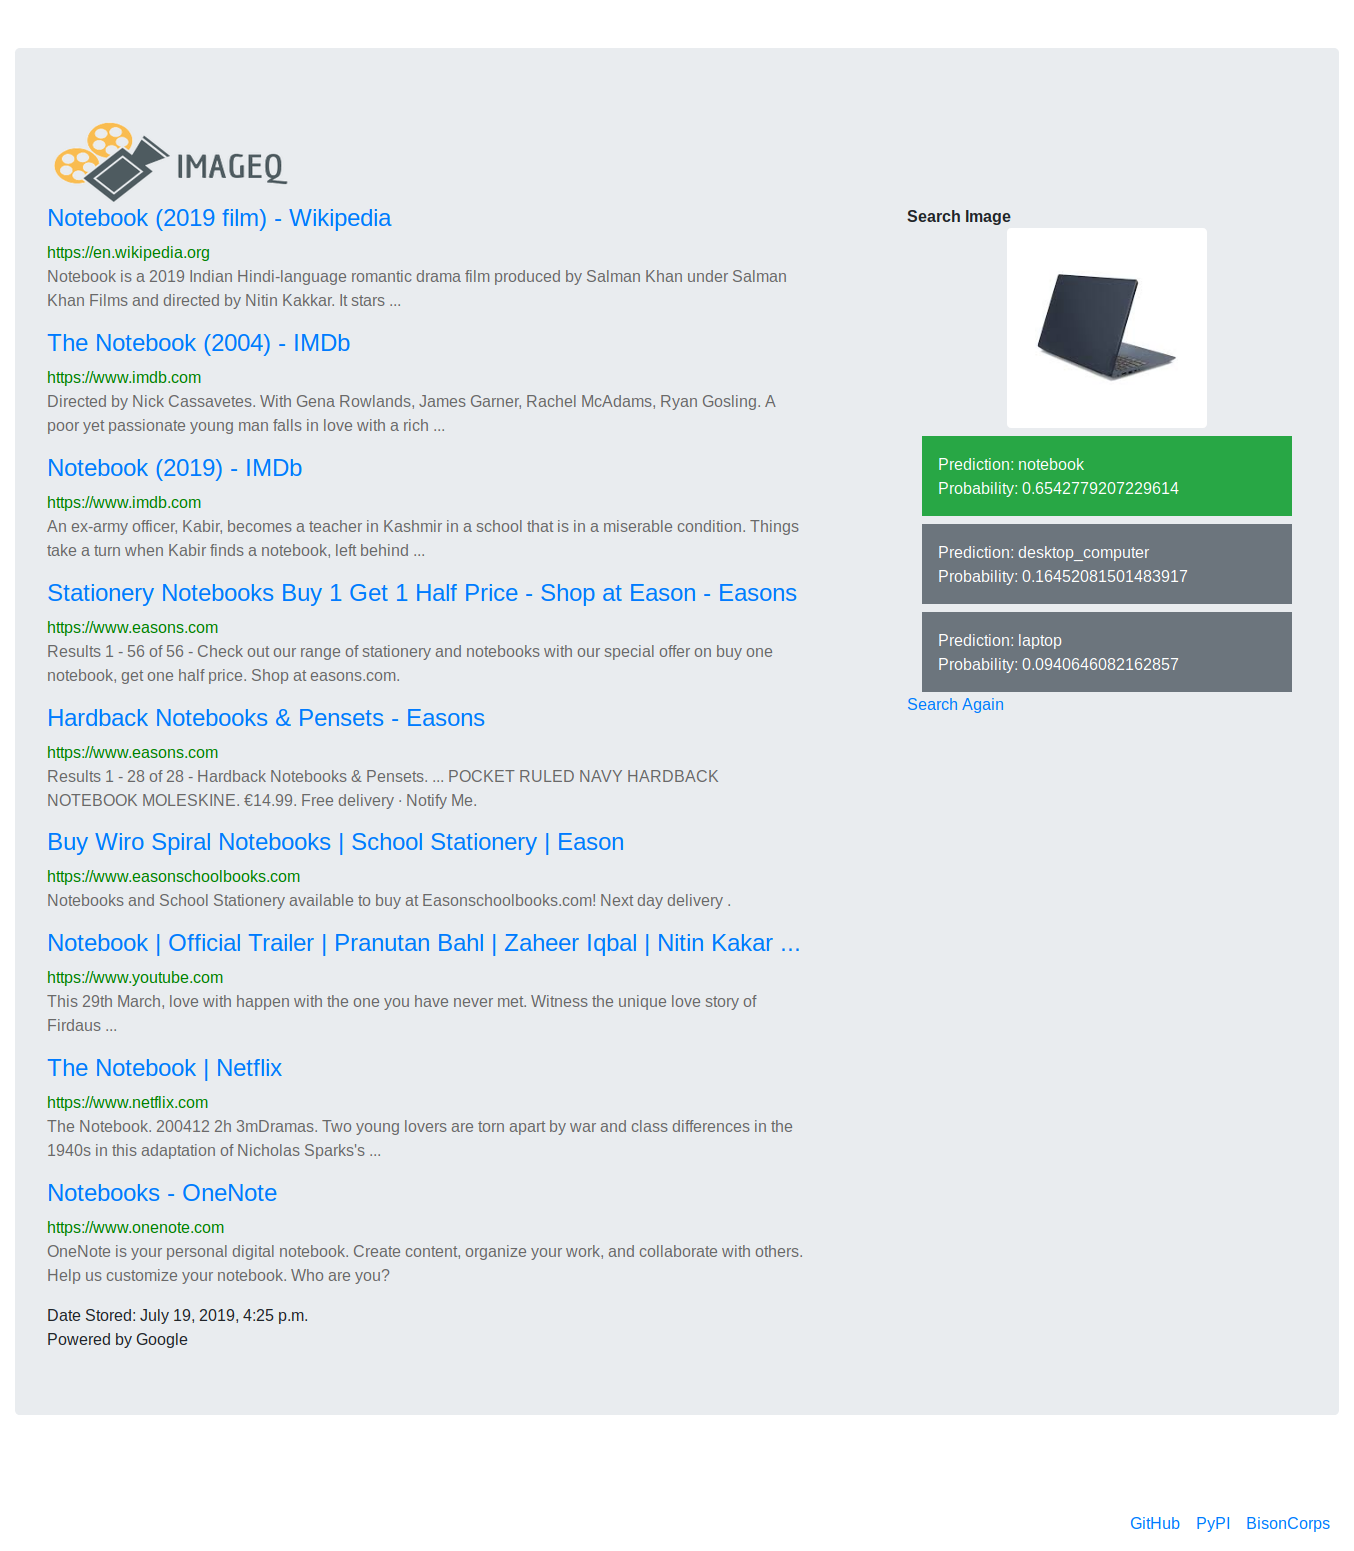 IMAGEQ
Notebook (2019 film) - Wikipedia
https://en.wikipedia.org
Notebook is a 2019 Indian Hindi-language romantic drama film produced by Salman Khan under Salman
Khan Films and directed by Nitin Kakkar. It stars ...
The Notebook (2004) - IMDb
https://www.imdb.com
Directed by Nick Cassavetes. With Gena Rowlands, James Garner, Rachel McAdams, Ryan Gosling. A
poor yet passionate young man falls in love with a rich ...
Notebook (2019) - IMDb
https://www.imdb.com
An ex-army officer, Kabir, becomes a teacher in Kashmir in a school that is in a miserable condition. Things
take a turn when Kabir finds a notebook, left behind ...
Stationery Notebooks Buy 1 Get 1 Half Price - Shop at Eason - Easons
https://www.easons.com
Results 1 - 56 of 56 - Check out our range of stationery and notebooks with our special offer on buy one
notebook, get one half price. Shop at easons.com.
Hardback Notebooks & Pensets - Easons
https://www.easons.com
Results 1 - 28 of 28 - Hardback Notebooks & Pensets. ... POCKET RULED NAVY HARDBACK
NOTEBOOK MOLESKINE. €14.99. Free delivery · Notify Me.
Buy Wiro Spiral Notebooks | School Stationery | Eason
https://www.easonschoolbooks.com
Notebooks and School Stationery available to buy at Easonschoolbooks.com! Next day delivery .
Notebook | Official Trailer | Pranutan Bahl | Zaheer Iqbal | Nitin Kakar ...
https://www.youtube.com
This 29th March, love with happen with the one you have never met. Witness the unique love story of
Firdaus ...
The Notebook | Netflix
https://www.netflix.com
The Notebook. 200412 2h 3mDramas. Two young lovers are torn apart by war and class differences in the
1940s in this adaptation of Nicholas Sparks's ...
Notebooks - OneNote
https://www.onenote.com
OneNote is your personal digital notebook. Create content, organize your work, and collaborate with others.
Help us customize your notebook. Who are you?
Date Stored: July 19, 2019, 4:25 p.m.
Powered by Google
Search Image
Prediction: notebook
Probability: 0.6542779207229614
Prediction: desktop_computer
Probability: 0.16452081501483917
Prediction: laptop
Probability: 0.0940646082162857
Search Again
GitHub PyPI BisonCorps